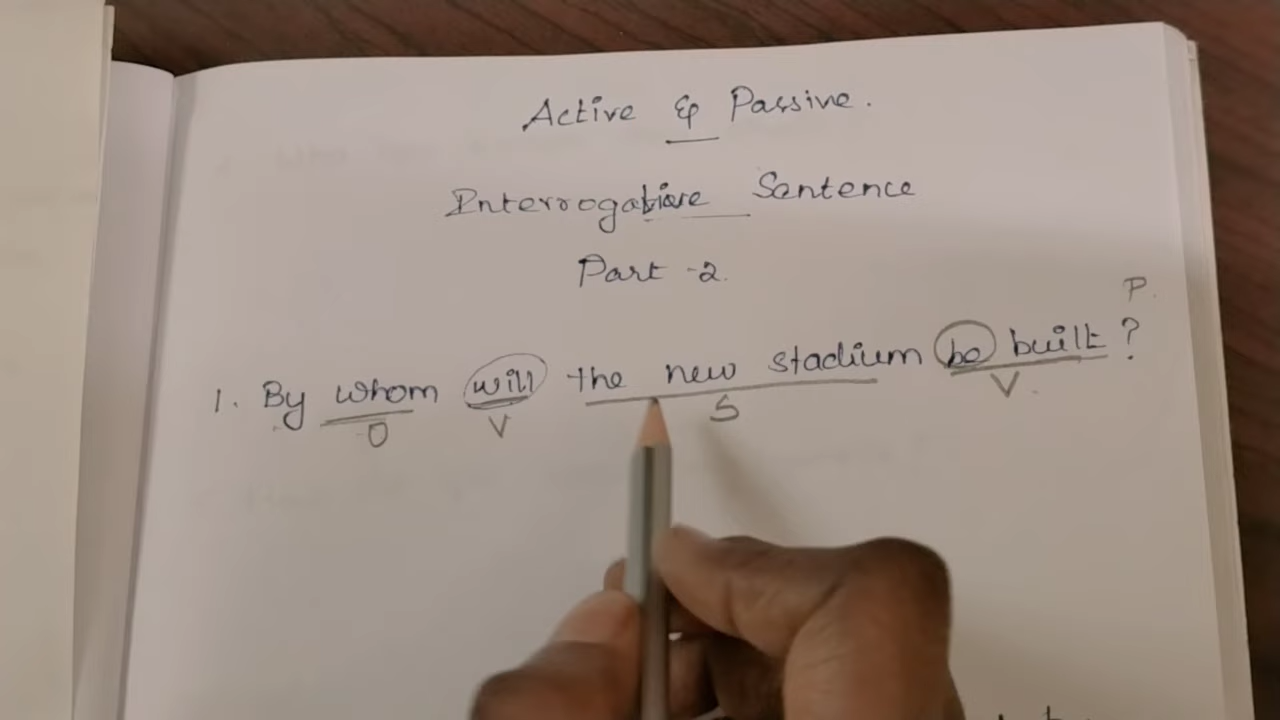 Active & Passive.
Interrogative Sentence
Part -2.
P.
1. By whom will the new stadium be built?
O V S V